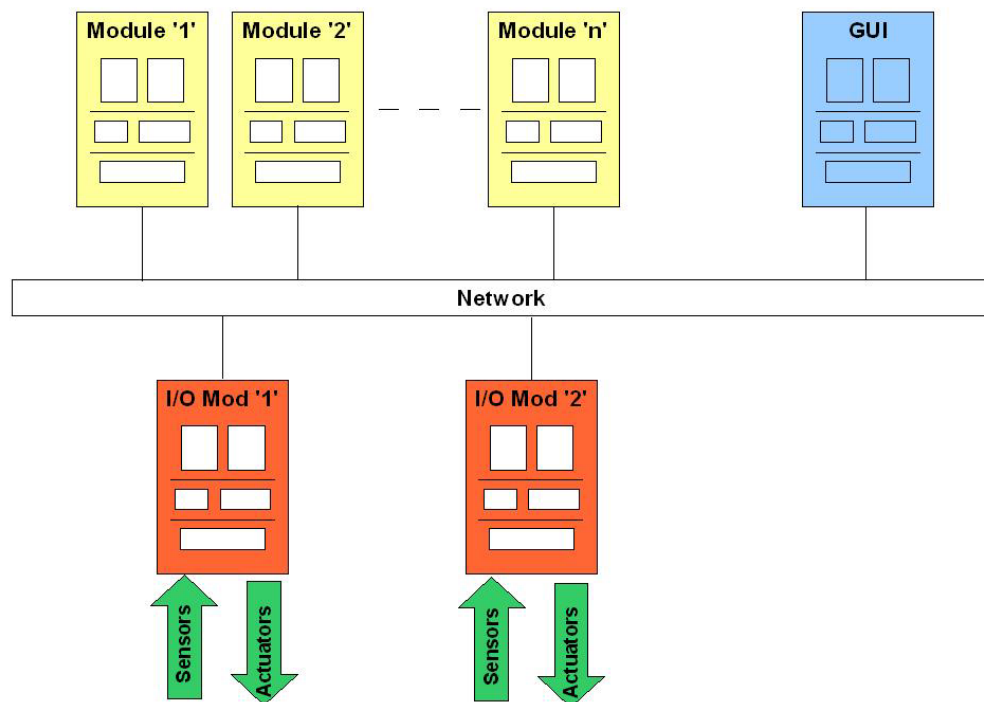 Module '1'
Module '2'
Module 'n'
GUI
Network
I/O Mod '1'
I/O Mod '2'
Sensors
Actuators
Sensors
Actuators